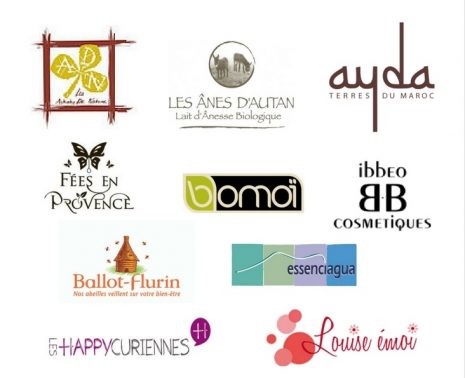 ADN
Les
LES ÂNES D'AUTAN
Lait d'Ânesse Biologique
ayda
TERRES DU MAROC
FÉES EN
PROVENCE
bomoï
ibbeo
BB
COSMETIQUES
Ballot-flurin
Nos abeilles veillent sur votre bien-être
essenciagua
LES HAPPYCURIENNES
H
Louise émoi